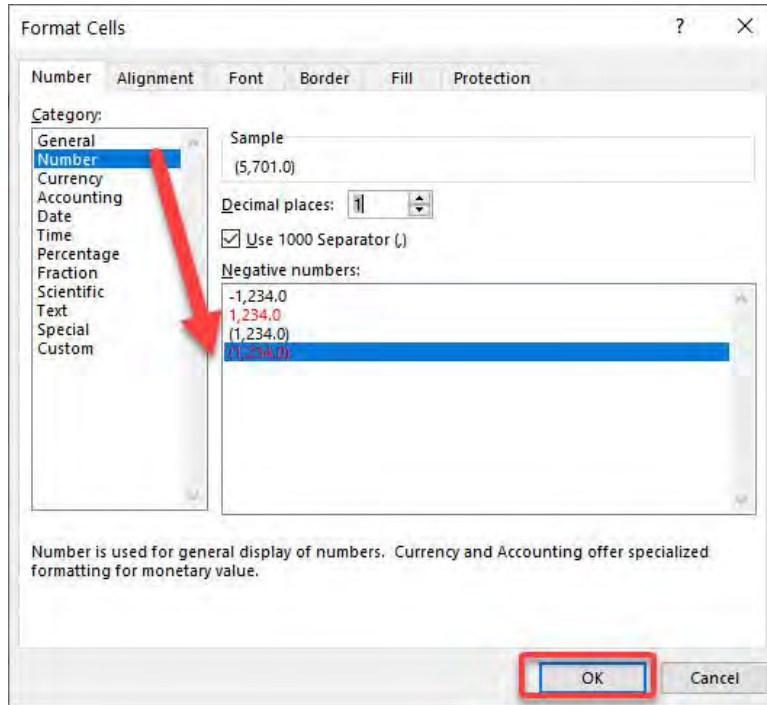 Format Cells ? X
Number Alignment Font Border Fill Protection
Category:
General
Number
Currency
Accounting
Date
Time
Percentage
Fraction
Scientific
Text
Special
Custom
Sample
(5,701.0)
Decimal places: 1
Use 1000 Separator (,)
Negative numbers:
-1,234.0
1,234.0
(1,234.0)
(1,234.0)
Number is used for general display of numbers. Currency and Accounting offer specialized
formatting for monetary value.
OK Cancel